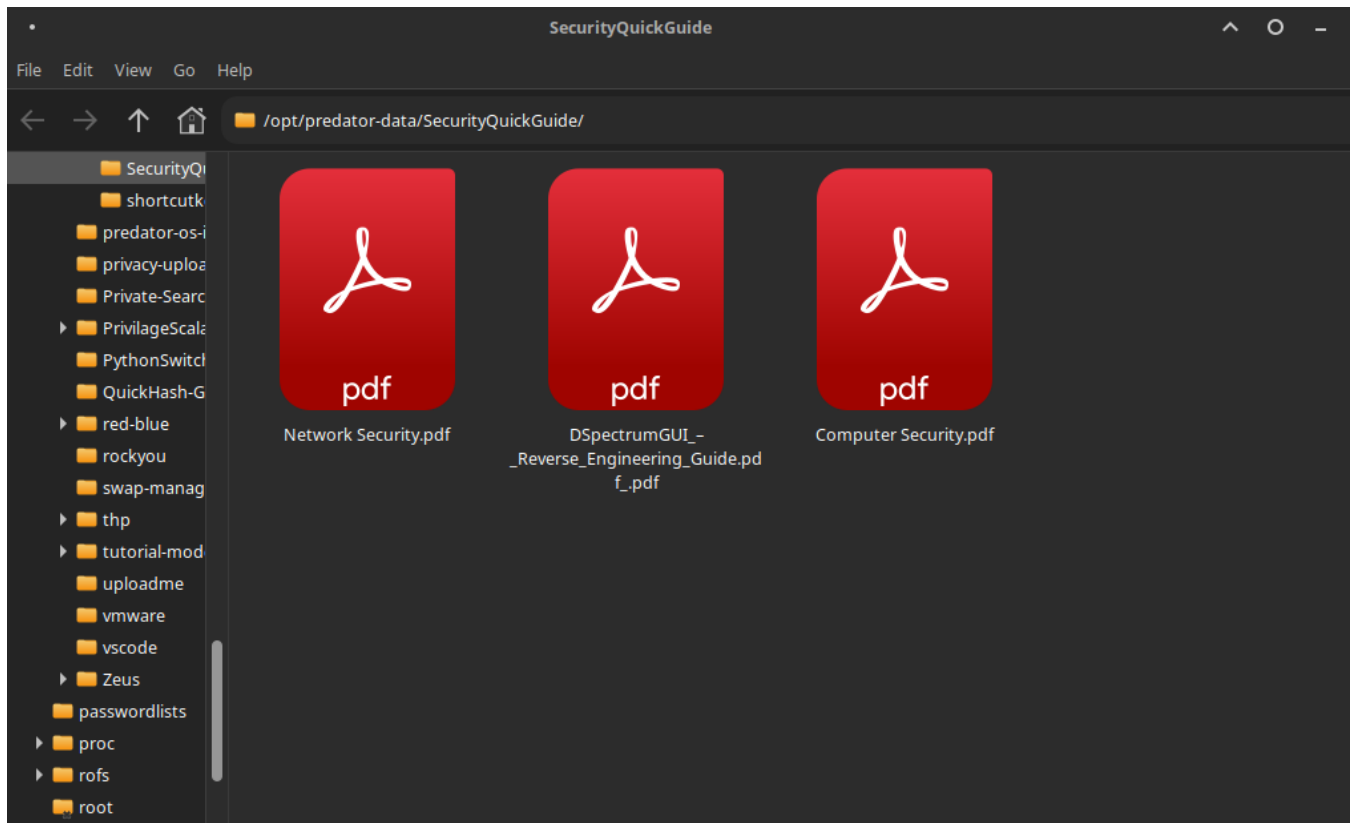 SecurityQuickGuide
File Edit View Go Help
/opt/predator-data/SecurityQuickGuide/
SecurityQu
shortcutk
predator-os-i
privacy-uploa
Private-Searc
PrivilageScala
PythonSwitch
QuickHash-G
red-blue
rockyou
swap-manag
thp
tutorial-mod
uploadme
vmware
vscode
Zeus
passwordlists
proc
rofs
root
pdf
Network Security.pdf
pdf
DSpectrumGUI_–
_Reverse_Engineering_Guide.pd
f_.pdf
pdf
Computer Security.pdf